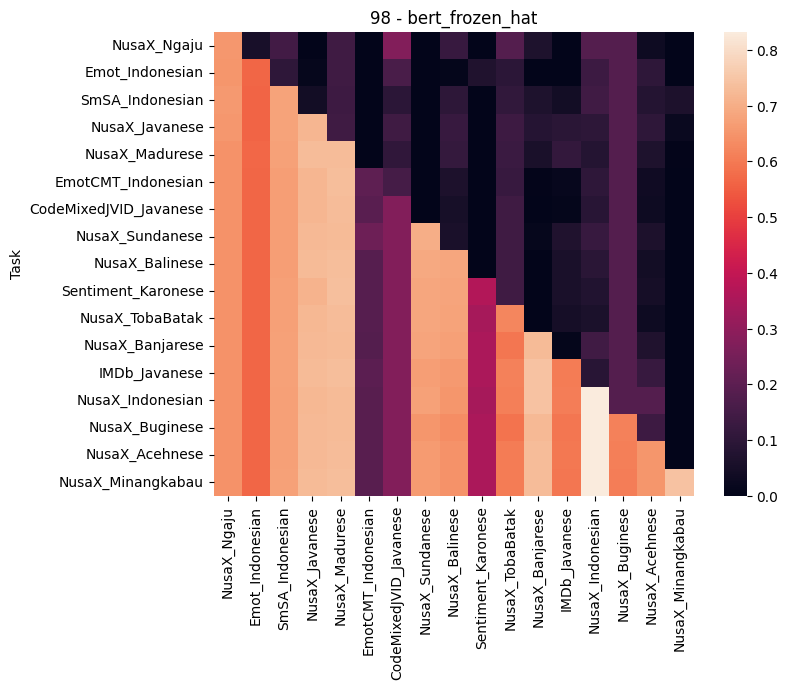 98 - bert_frozen_hat
Task
NusaX_Ngaju
Emot_Indonesian
SmSA_Indonesian
NusaX_Javanese
NusaX_Madurese
EmotCMT_Indonesian
CodeMixedJVID_Javanese
NusaX_Sundanese
NusaX_Balinese
Sentiment_Karonese
NusaX_TobaBatak
NusaX_Banjarese
IMDb_Javanese
NusaX_Indonesian
NusaX_Buginese
NusaX_Acehnese
NusaX_Minangkabau
NusaX_Ngaju
Emot_Indonesian
SmSA_Indonesian
NusaX_Javanese
NusaX_Madurese
EmotCMT_Indonesian
CodeMixedJVID_Javanese
NusaX_Sundanese
NusaX_Balinese
Sentiment_Karonese
NusaX_TobaBatak
NusaX_Banjarese
IMDb_Javanese
NusaX_Indonesian
NusaX_Buginese
NusaX_Acehnese
NusaX_Minangkabau
0.8
0.7
0.6
0.5
0.4
0.3
0.2
0.1
0.0